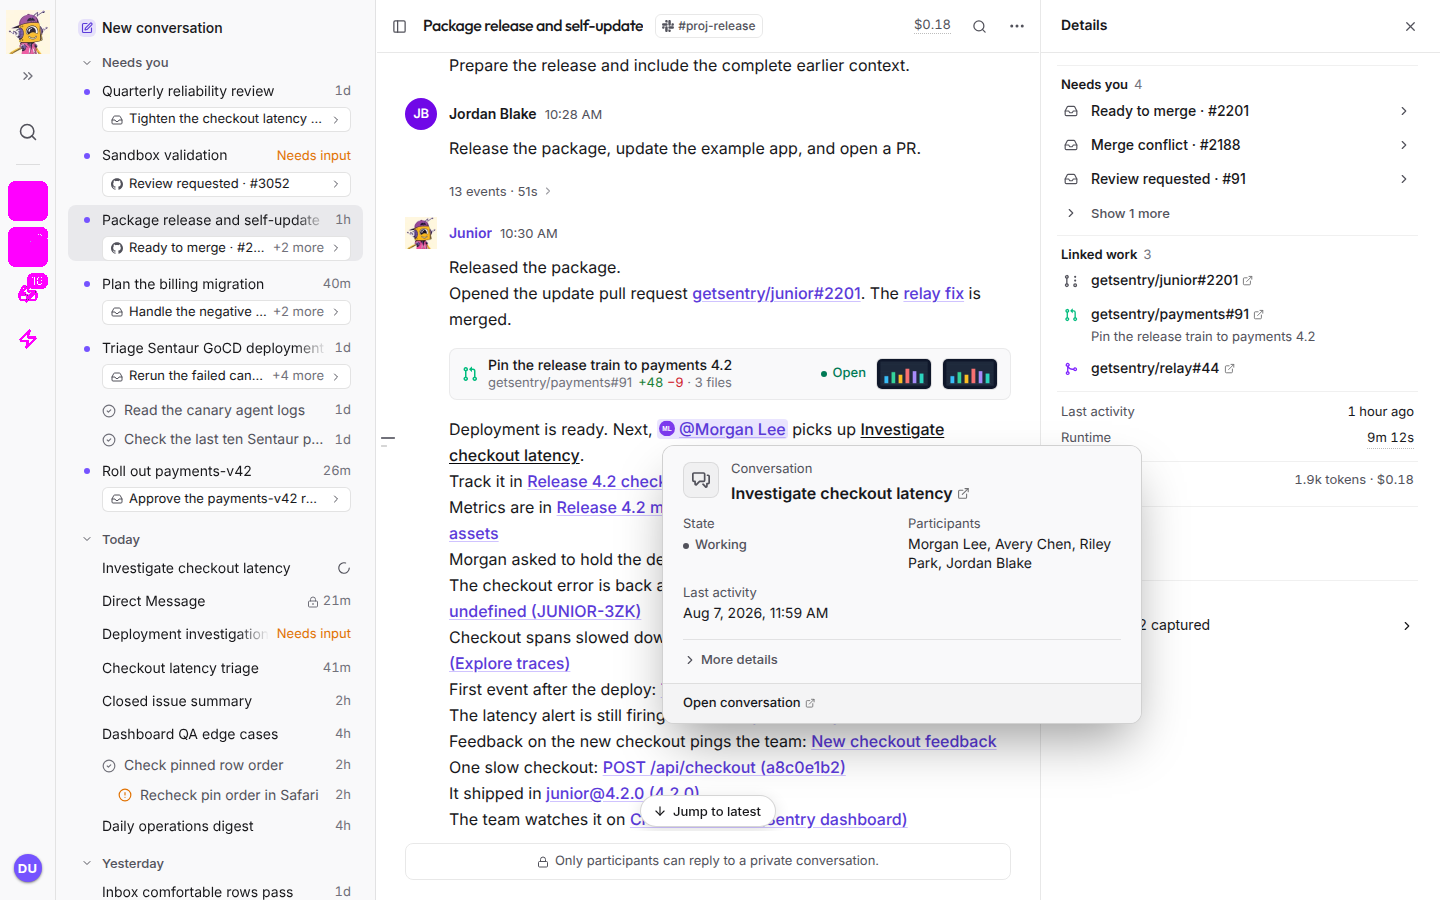 New conversation
Needs you
Quarterly reliability review 1d
Tighten the checkout latency ...
Sandbox validation Needs input
Review requested · #3052
Package release and self-update 1h
Ready to merge · #2... +2 more
Plan the billing migration 40m
Handle the negative ... +2 more
Triage Sentaur GoCD deployment 1d
Rerun the failed can... +4 more
Read the canary agent logs 1d
Check the last ten Sentaur p... 1d
Roll out payments-v42 26m
Approve the payments-v42 r...
Today
Investigate checkout latency
Direct Message 21m
Deployment investigation Needs input
Checkout latency triage 41m
Closed issue summary 2h
Dashboard QA edge cases 4h
Check pinned row order 2h
Recheck pin order in Safari 2h
Daily operations digest 4h
Yesterday
Inbox comfortable rows pass 1d
DU
Package release and self-update #proj-release $0.18
Prepare the release and include the complete earlier context.
JB Jordan Blake 10:28 AM
Release the package, update the example app, and open a PR.
13 events · 51s
Junior 10:30 AM
Released the package.
Opened the update pull request getsentry/junior#2201. The relay fix is
merged.
Pin the release train to payments 4.2
getsentry/payments#91 +48 −9 · 3 files
Open
Deployment is ready. Next, ML @Morgan Lee picks up Investigate
checkout latency.
Track it in Release 4.2 check
Metrics are in Release 4.2 m
assets
Morgan asked to hold the de
The checkout error is back a
undefined (JUNIOR-3ZK)
Checkout spans slowed dow
(Explore traces)
First event after the deploy:
The latency alert is still firing
Feedback on the new checkout pings the team: New checkout feedback
One slow checkout: POST /api/checkout (a8c0e1b2)
It shipped in junior@4.2.0 (4.2.0)
The team watches it on C entry dashboard)
Jump to latest
Only participants can reply to a private conversation.
Conversation
Investigate checkout latency
State
Working
Participants
Morgan Lee, Avery Chen, Riley
Park, Jordan Blake
Last activity
Aug 7, 2026, 11:59 AM
More details
Open conversation
Details
Needs you 4
Ready to merge · #2201
Merge conflict · #2188
Review requested · #91
Show 1 more
Linked work 3
getsentry/junior#2201
getsentry/payments#91
Pin the release train to payments 4.2
getsentry/relay#44
Last activity 1 hour ago
Runtime 9m 12s
1.9k tokens · $0.18
2 captured